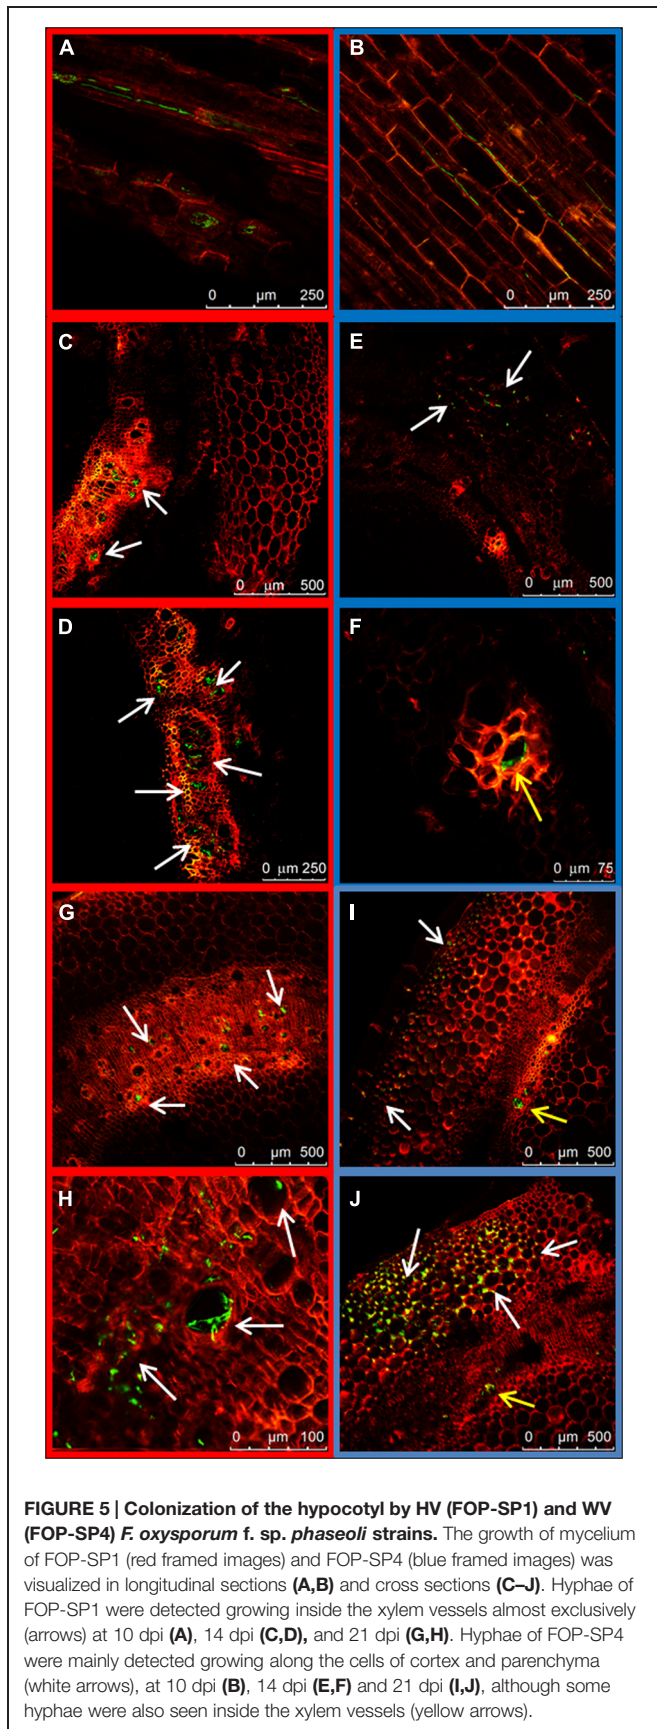 A
B
0 μm 250
0 μm 250
C
E
0 μm 500
0 μm 500
D
F
0 μm 250
0 μm 75
G
I
0 μm 500
0 μm 500
H
J
0 μm 100
0 μm 500
FIGURE 5 | Colonization of the hypocotyl by HV (FOP-SP1) and WV
(FOP-SP4) F. oxysporum f. sp. phaseoli strains. The growth of mycelium
of FOP-SP1 (red framed images) and FOP-SP4 (blue framed images) was
visualized in longitudinal sections (A,B) and cross sections (C–J). Hyphae of
FOP-SP1 were detected growing inside the xylem vessels almost exclusively
(arrows) at 10 dpi (A), 14 dpi (C,D), and 21 dpi (G,H). Hyphae of FOP-SP4
were mainly detected growing along the cells of cortex and parenchyma
(white arrows), at 10 dpi (B), 14 dpi (E,F) and 21 dpi (I,J), although some
hyphae were also seen inside the xylem vessels (yellow arrows).